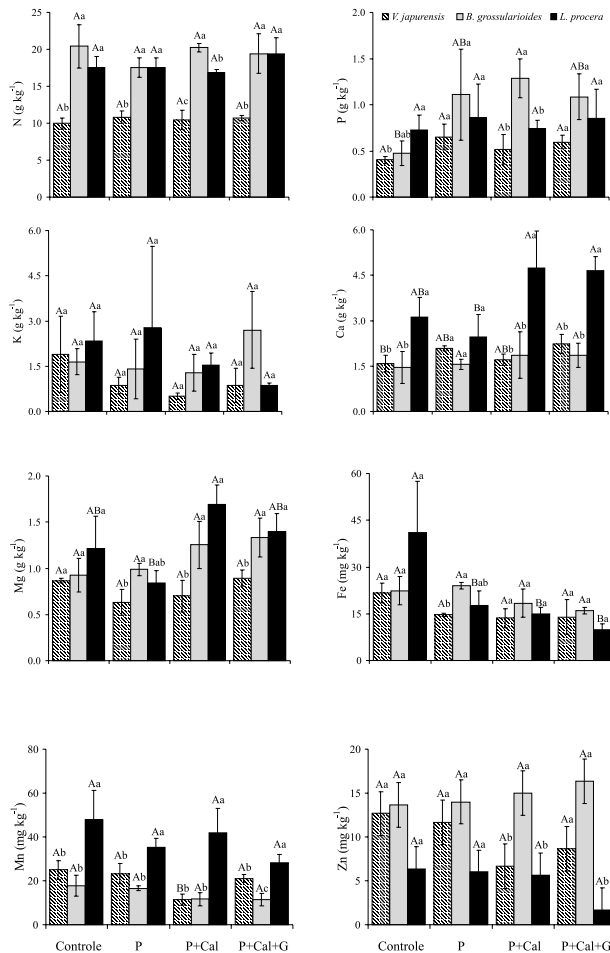 V. japurensis B. grossularioides L. procera
N (g kg-1)
25
20
15
10
5
0
Ab Aa Aa Ab Aa Aa Ac Aa Ab Ab Aa Aa
P (g kg-1)
2.0
1.5
1.0
0.5
0.0
Ab Bab Aa Aa ABa Aa Ab Aa Ab Ab ABa Aa
K (g kg-1)
6.0
4.5
3.0
1.5
0.0
Aa Aa Aa Aa Aa Aa Aa Aa Aa Aa Aa Aa
Ca (g kg-1)
6.0
4.5
3.0
1.5
0.0
Bb Ab ABa ABa Ab Ba Ab Ab Aa Ab Ab Aa
Mg (g kg-1)
2.0
1.5
1.0
0.5
0.0
Aa Aa ABa Ab Aa Bab Ab Aa Aa Ab Aa ABa
Fe (mg kg-1)
60
45
30
15
0
Aa Aa Aa Ab Aa Bab Aa Aa Ba Aa Aa Ba
Mn (mg kg-1)
80
60
40
20
0
Ab Ab Aa Ab Ab Aa Bb Ab Aa Ab Ac Aa
Controle P P+Cal P+Cal+G
Zn (mg kg-1)
20
15
10
5
0
Aa Aa Aa Aa Aa Aa Ab Aa Ab Ab Aa Ab
Controle P P+Cal P+Cal+G